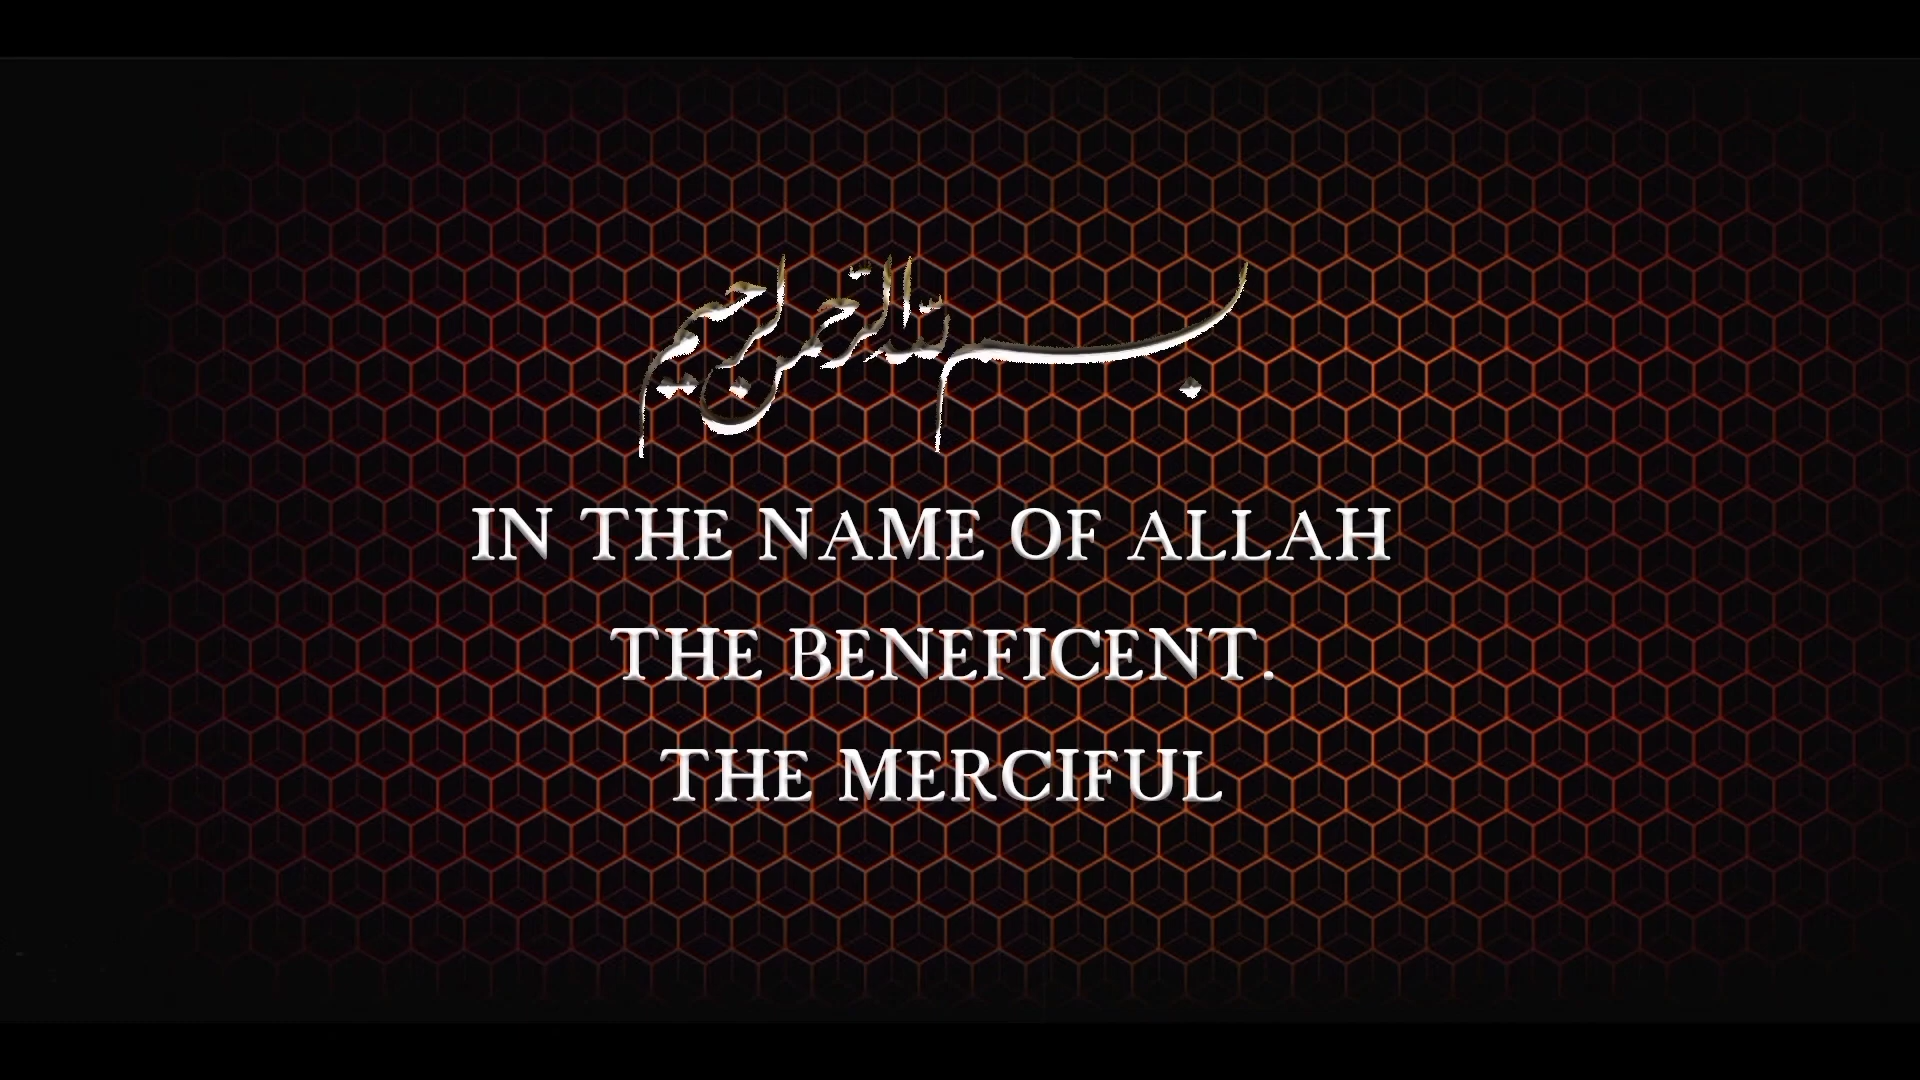 بسم الله الرحمن الرحيم
IN THE NAME OF ALLAH
THE BENEFICENT.
THE MERCIFUL